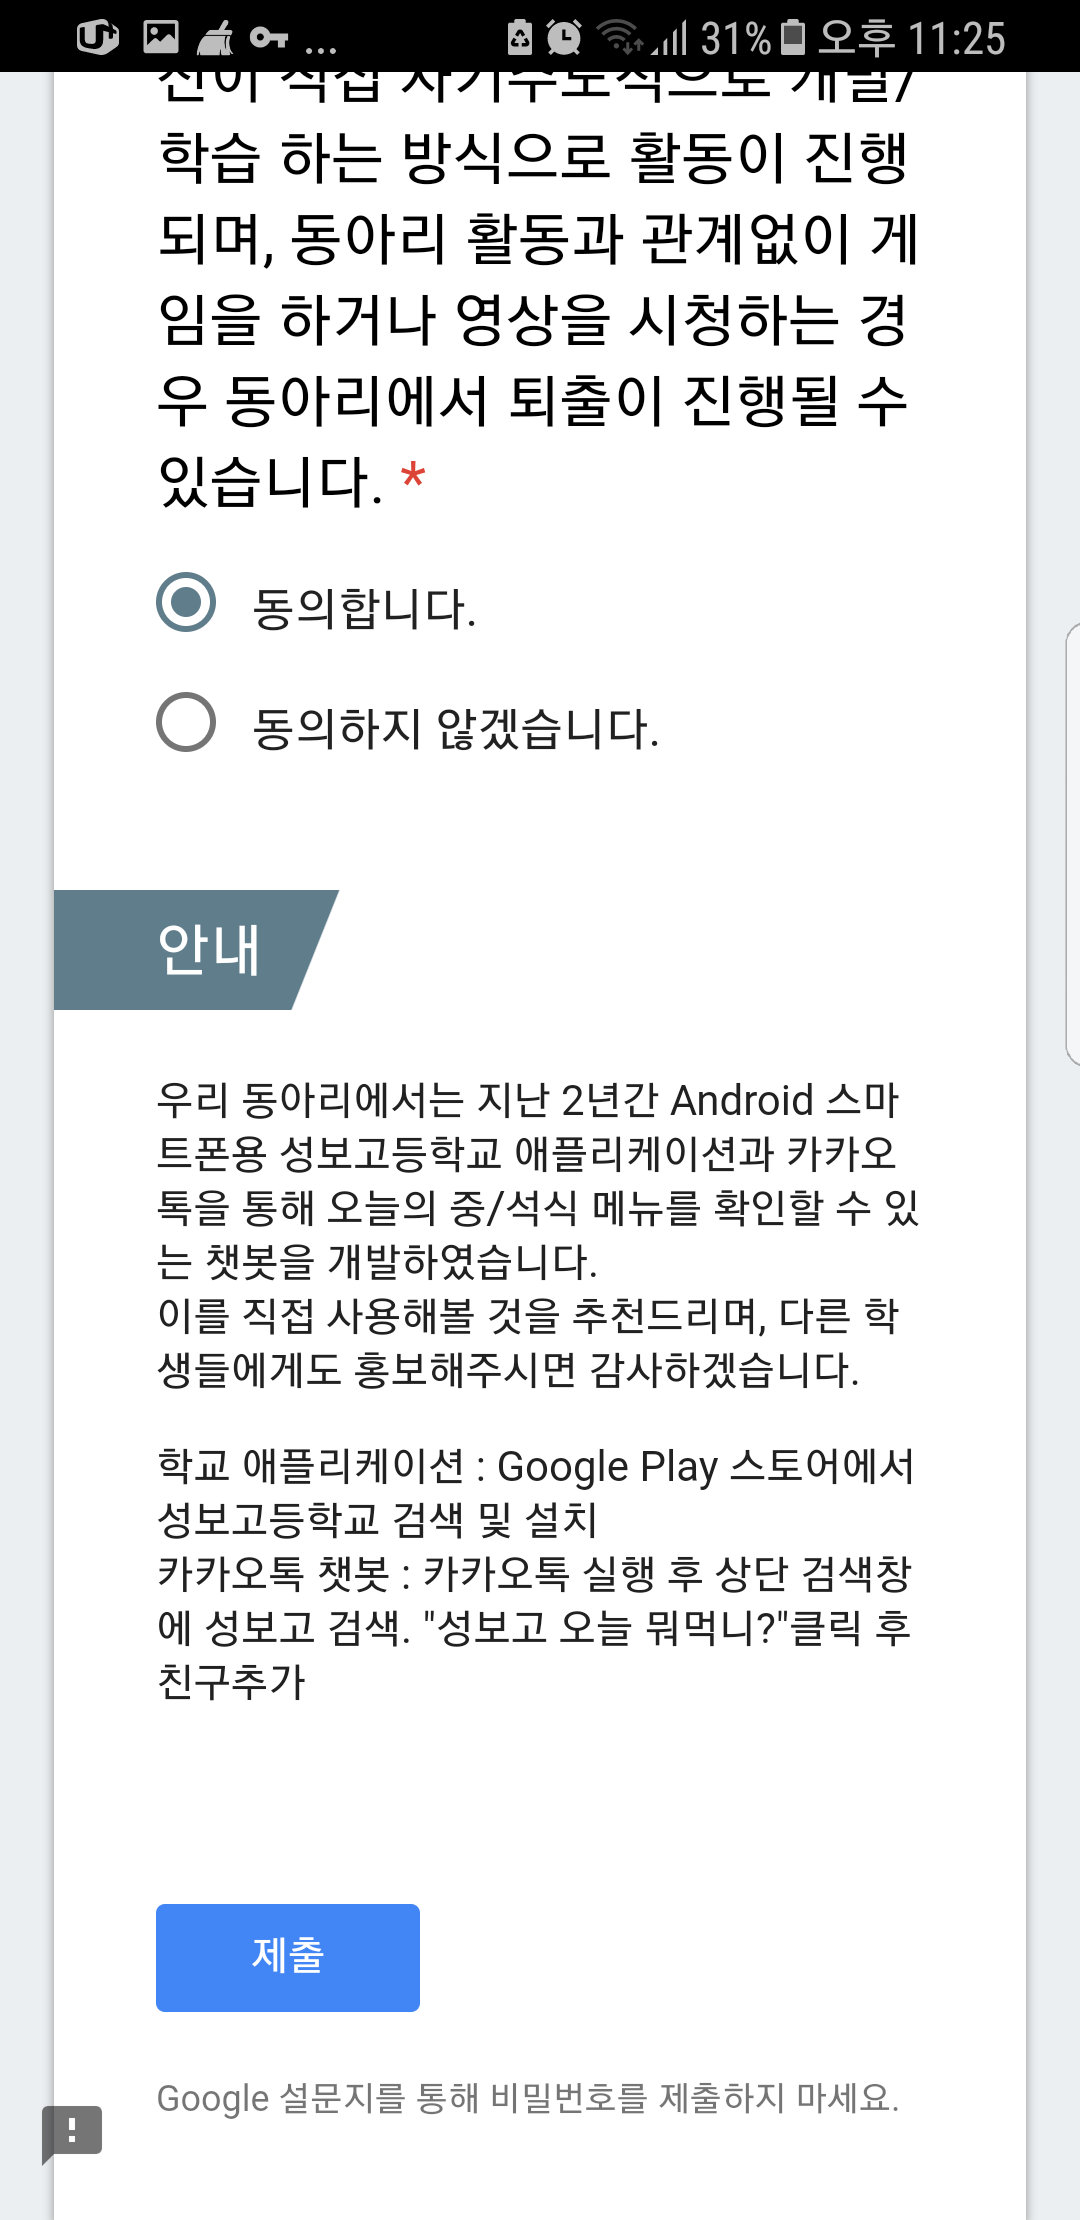 31% 오후 11:25
학습 하는 방식으로 활동이 진행
되며, 동아리 활동과 관계없이 게
임을 하거나 영상을 시청하는 경
우 동아리에서 퇴출이 진행될 수
있습니다. *
동의합니다.
동의하지 않겠습니다.
안내
우리 동아리에서는 지난 2년간 Android 스마
트폰용 성보고등학교 애플리케이션과 카카오
톡을 통해 오늘의 중/석식 메뉴를 확인할 수 있
는 챗봇을 개발하였습니다.
이를 직접 사용해볼 것을 추천드리며, 다른 학
생들에게도 홍보해주시면 감사하겠습니다.
학교 애플리케이션 : Google Play 스토어에서
성보고등학교 검색 및 설치
카카오톡 챗봇 : 카카오톡 실행 후 상단 검색창
에 성보고 검색. "성보고 오늘 뭐먹니?"클릭 후
친구추가
제출
Google 설문지를 통해 비밀번호를 제출하지 마세요.